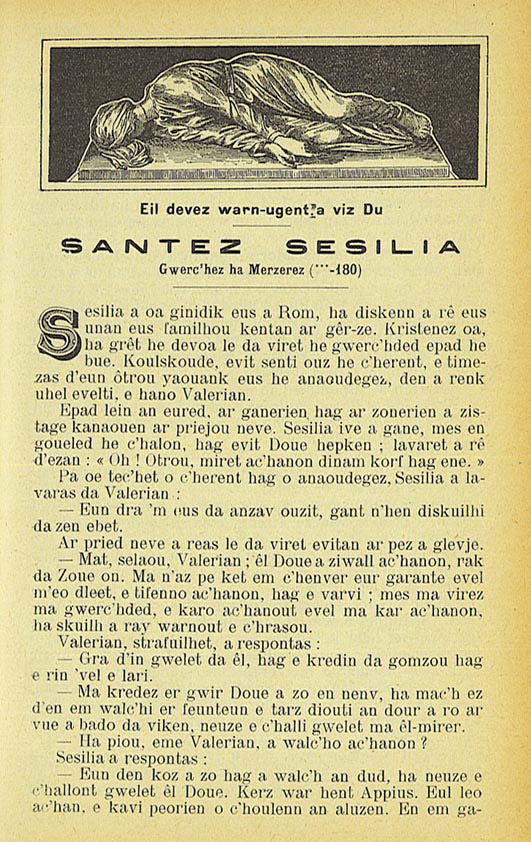 Eil devez warn-ugentᵛᵉᵈa viz Du
SANTEZ SESILIA
Gwerc'hez ha Merzerez (···-180)
Sesilia a oa ginidik eus a Rom, ha diskenn a rê eus
unan eus familhou kentan ar gêr-ze. Kristenez oa,
ha grêt he devoa le da viret he gwerc'hded epad he
bue. Koulskoude, evit senti ouz he c'herent, e time-
zas d'eun ôtrou yaouank eus he anaoudegez, den a renk
uhel evelti, e hano Valerian.
Epad lein an eured, ar ganerien hag ar zonerien a zis-
tage kanaouen ar priejou neve. Sesilia ive a gane, mes en
goueled he c'halon, hag evit Doue hepken ; lavaret a rê
d'ezan : « Oh ! Otrou, miret ac'hanon dinam korf hag ene. »
Pa oe tec'het o c'herent hag o anaoudegez, Sesilia a la-
varas da Valerian :
— Eun dra 'm eus da anzav ouzit, gant n'hen diskuilhi
da zen ebet.
Ar pried neve a reas le da viret evitan ar pez a glevje.
— Mat, selaou, Valerian ; êl Doue a ziwall ac'hanon, rak
da Zoue on. Ma n'az pe ket em c'henver eur garante evel
m'eo dleet, e tifenno ac'hanon, hag e varvi ; mes ma virez
ma gwerc'hded, e karo ac'hanout evel ma kar ac'hanon,
ha skuilh a ray warnout e c'hrasou.
Valerian, strafuilhet, a respontas :
— Gra d'in gwelet da êl, hag e kredin da gomzou hag
e rin 'vel e lari.
— Ma kredez er gwir Doue a zo en nenv, ha mac'h ez
d'en em walc'hi er feunteun e tarz diouti an dour a ro ar
vue a bado da viken, neuze e c'halli gwelet ma êl-mirer.
— Ha piou, eme Valerian, a walc'ho ac'hanon ?
Sesilia a respontas :
— Eun den koz a zo hag a walc'h an dud, ha neuze e
c'hallont gwelet êl Doue. Kerz war hent Appius. Eul leo
ac'han, e kavi peorien o c'houlenn an aluzen. En em ga-